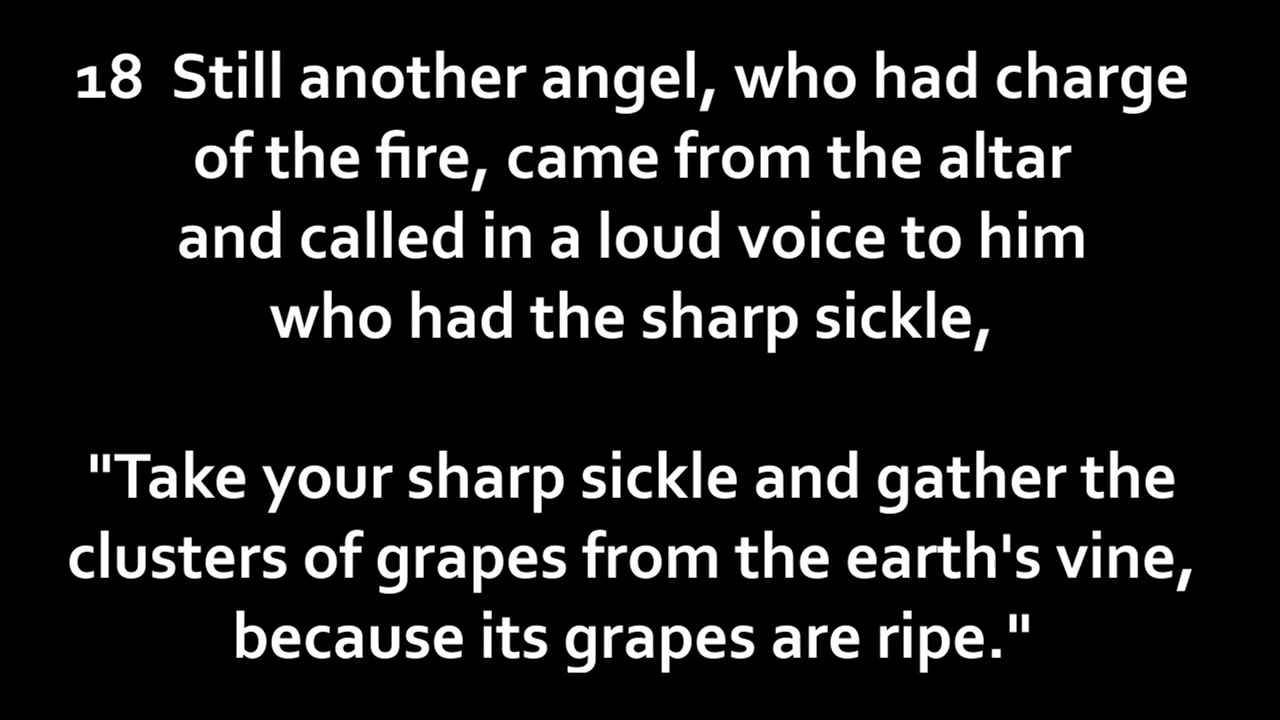 18 Still another angel, who had charge
of the fire, came from the altar
and called in a loud voice to him
who had the sharp sickle,
"Take your sharp sickle and gather the
clusters of grapes from the earth's vine,
because its grapes are ripe."